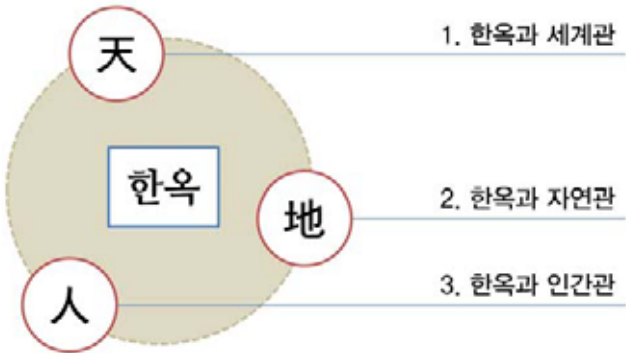 天
1. 한옥과 세계관
한옥
地
2. 한옥과 자연관
人
3. 한옥과 인간관